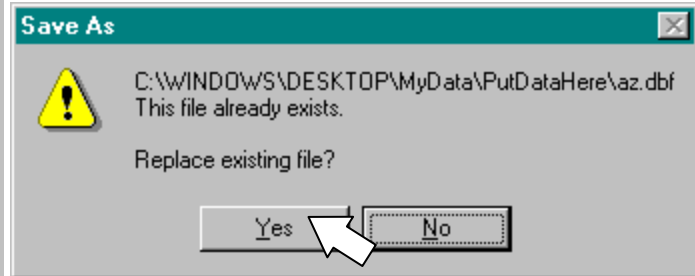 Save As
C:\WINDOWS\DESKTOP\MyData\PutDataHere\az.dbf
This file already exists.
Replace existing file?
Yes
No